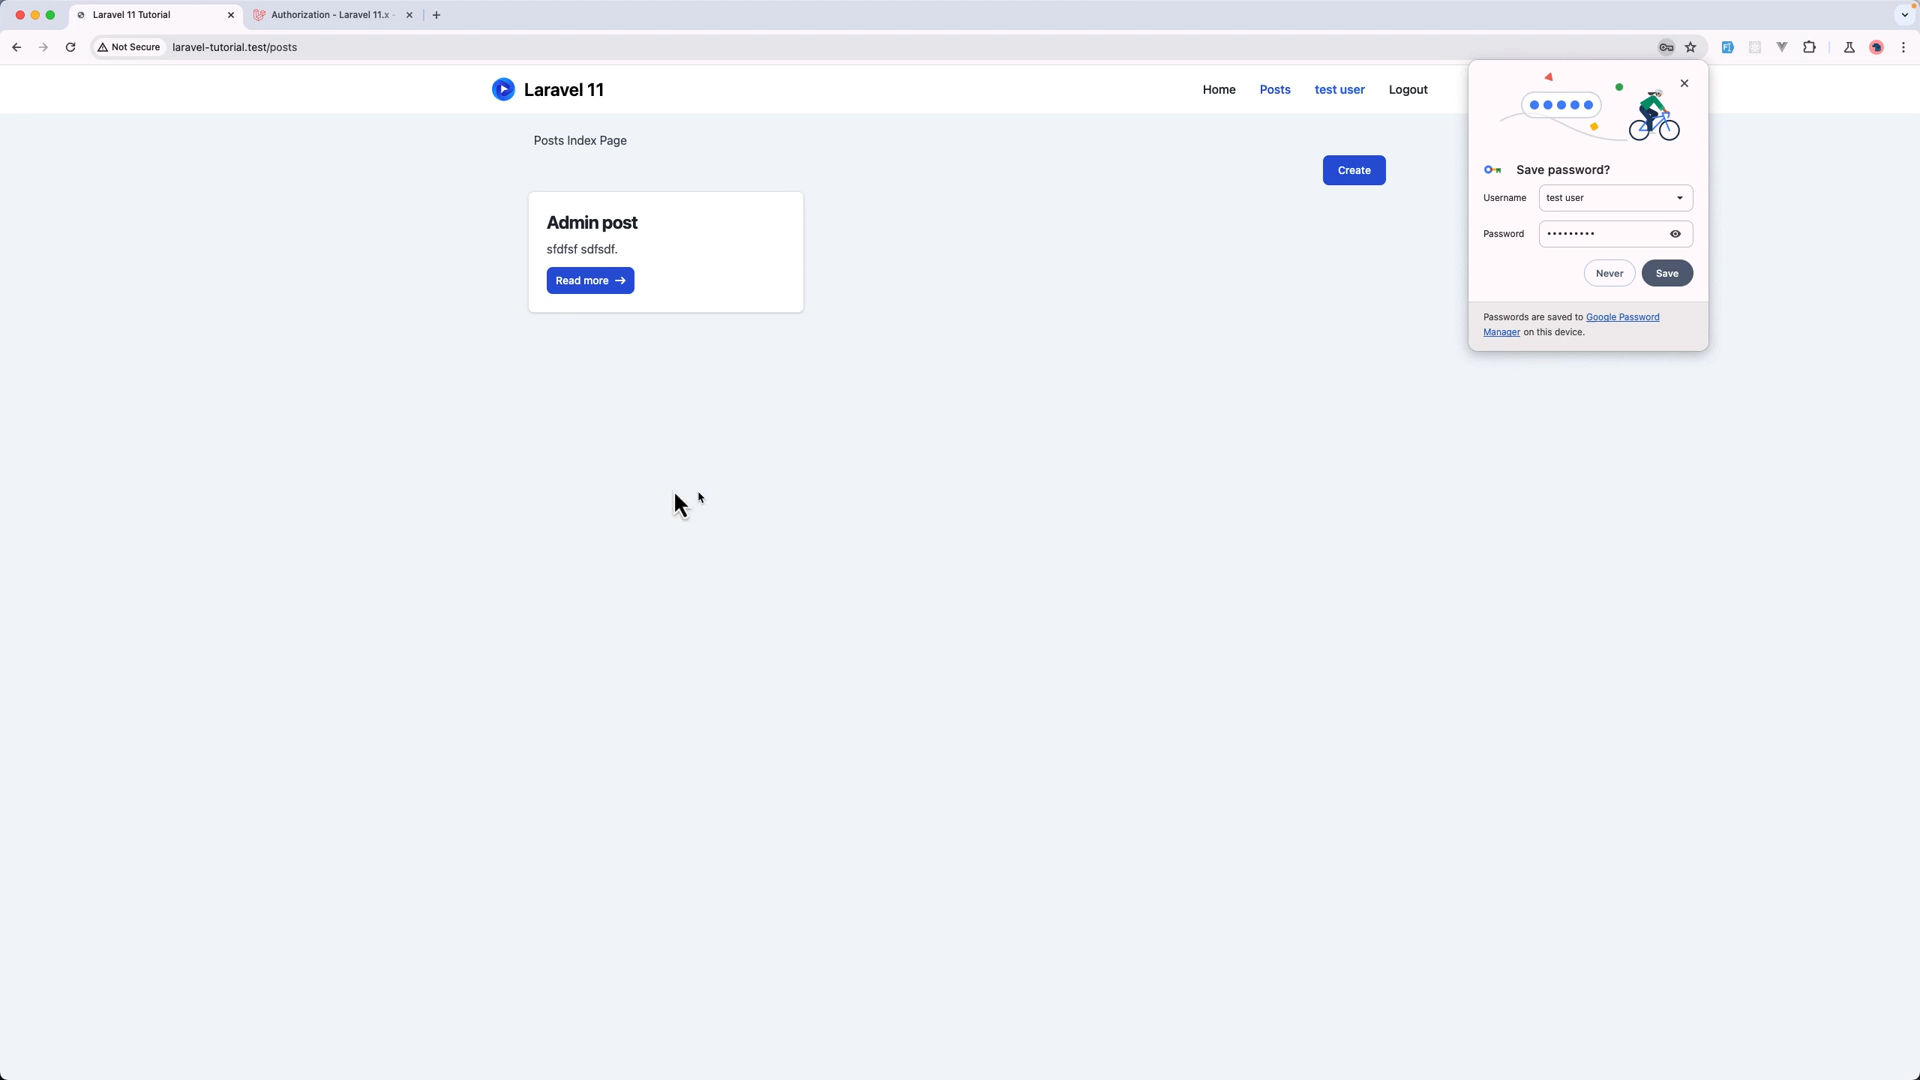 Laravel 11 Tutorial
Authorization - Laravel 11.x -
Not Secure
laravel-tutorial.test/posts
Laravel 11
Home
Posts
test user
Logout
Posts Index Page
Create
Admin post
sfdfsf sdfsdf.
Read more →
Save password?
Username
test user
Password
•••••••••
Never
Save
Passwords are saved to Google Password
Manager on this device.